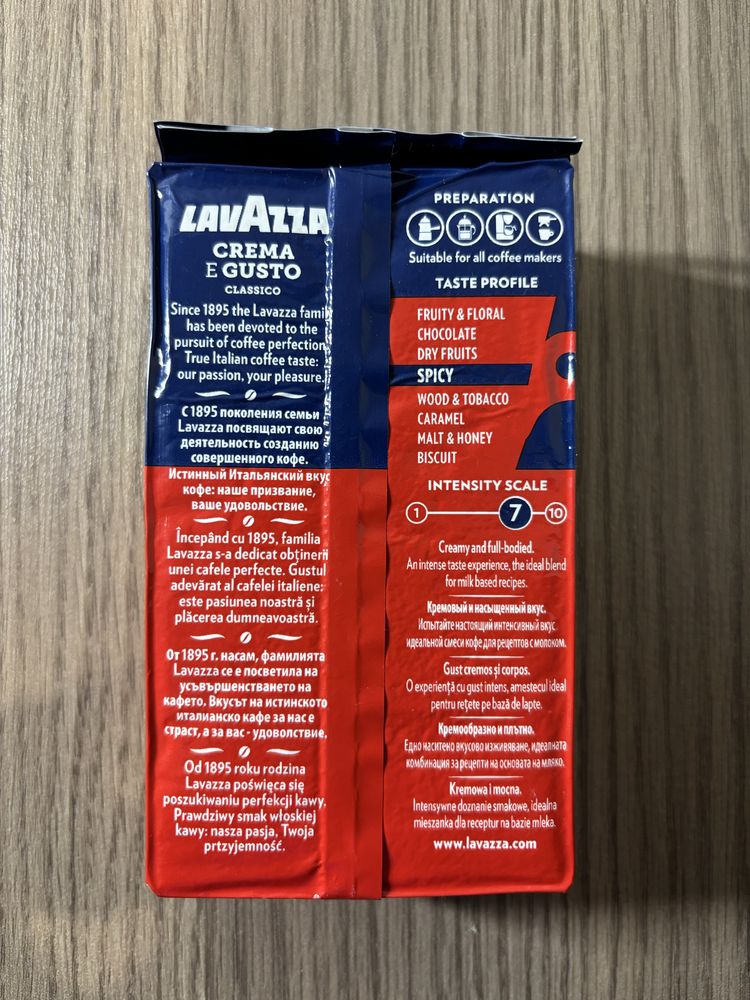 LAVAZZA
CREMA
E GUSTO
CLASSICO
Since 1895 the Lavazza
has been devoted to the
pursuit of coffee perfection
True Italian coffee taste:
our passion, your pleasure.
С 1895 поколения семьи
Lavazza посвящают свою
деятельность созданию
совершенного кофе.
Истинный Итальянский вкус
кофе: наше призвание,
ваше удовольствие.
Începând cu 1895, familia
Lavazza s-a dedicat obținerii
unei cafele perfecte. Gustul
adevărat al cafelei italiene:
este pasiunea noastră și
plăcerea dumneavoastră.
От 1895 г. насам, фамилията
Lavazza се е посветила на
усъвършенстването на
кафето. Вкусът на истинското
италианско кафе за нас е
страст, а за вас - удоволствие.
Od 1895 roku rodzina
Lavazza poświęca się
poszukiwaniu perfekcji kawy.
Prawdziwy smak włoskiej
kawy: nasza pasja, Twoja
przyjemność.
PREPARATION
Suitable for all coffee makers
TASTE PROFILE
FRUITY & FLORAL
CHOCOLATE
DRY FRUITS
SPICY
WOOD & TOBACCO
CARAMEL
MALT & HONEY
BISCUIT
INTENSITY SCALE
1 7 10
Creamy and full-bodied.
An intense taste experience, the ideal blend
for milk based recipes.
Кремовый и насыщенный вкус.
Испытайте настоящий интенсивный вкус
идеальной смеси кофе для рецептов с молоком.
Gust cremos și corpos.
O experiență cu gust intens, amestecul ideal
pentru rețete pe bază de lapte.
Кремообразно и плътно.
Едно наситено вкусово изживяване, идеалната
комбинация за рецепти на основата на мляко.
Kremowa i mocna.
Intensywne doznanie smakowe, idealna
mieszanka dla receptur na bazie mleka.
www.lavazza.com